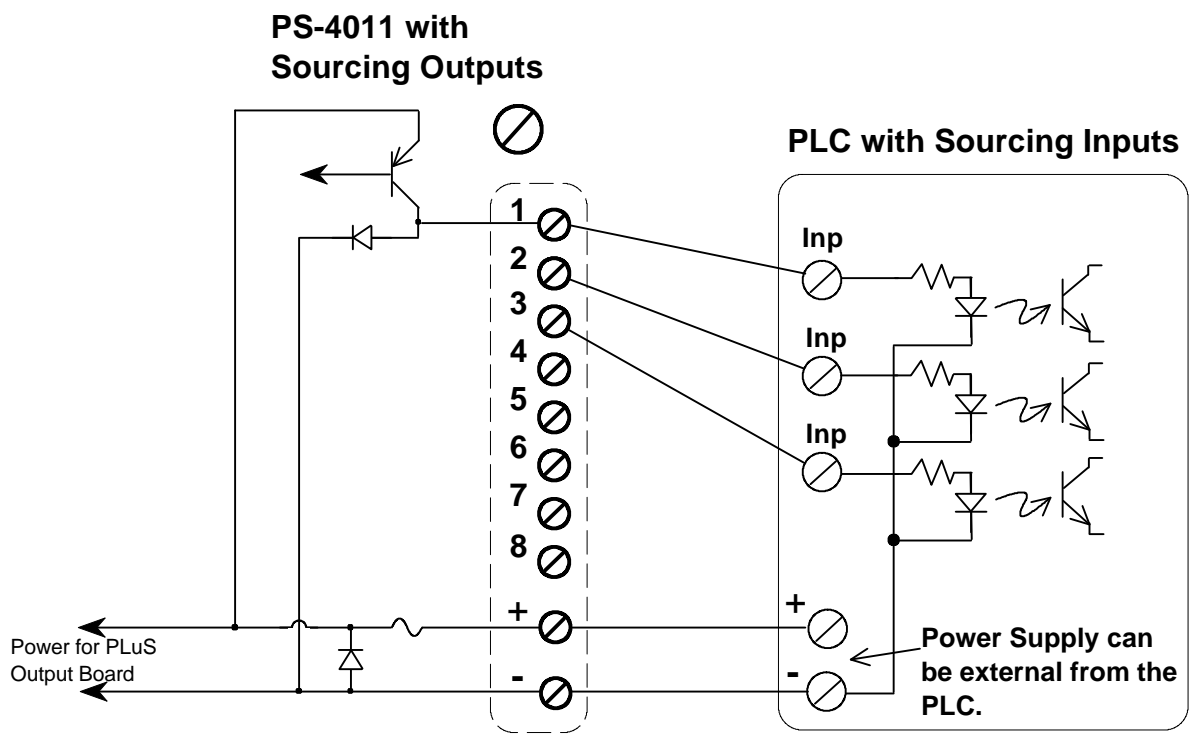 PS-4011 with
Sourcing Outputs
PLC with Sourcing Inputs
1
2
3
4
5
6
7
8
+
-
Inp
Inp
Inp
+
-
Power for PLuS
Output Board
Power Supply can
be external from the
PLC.